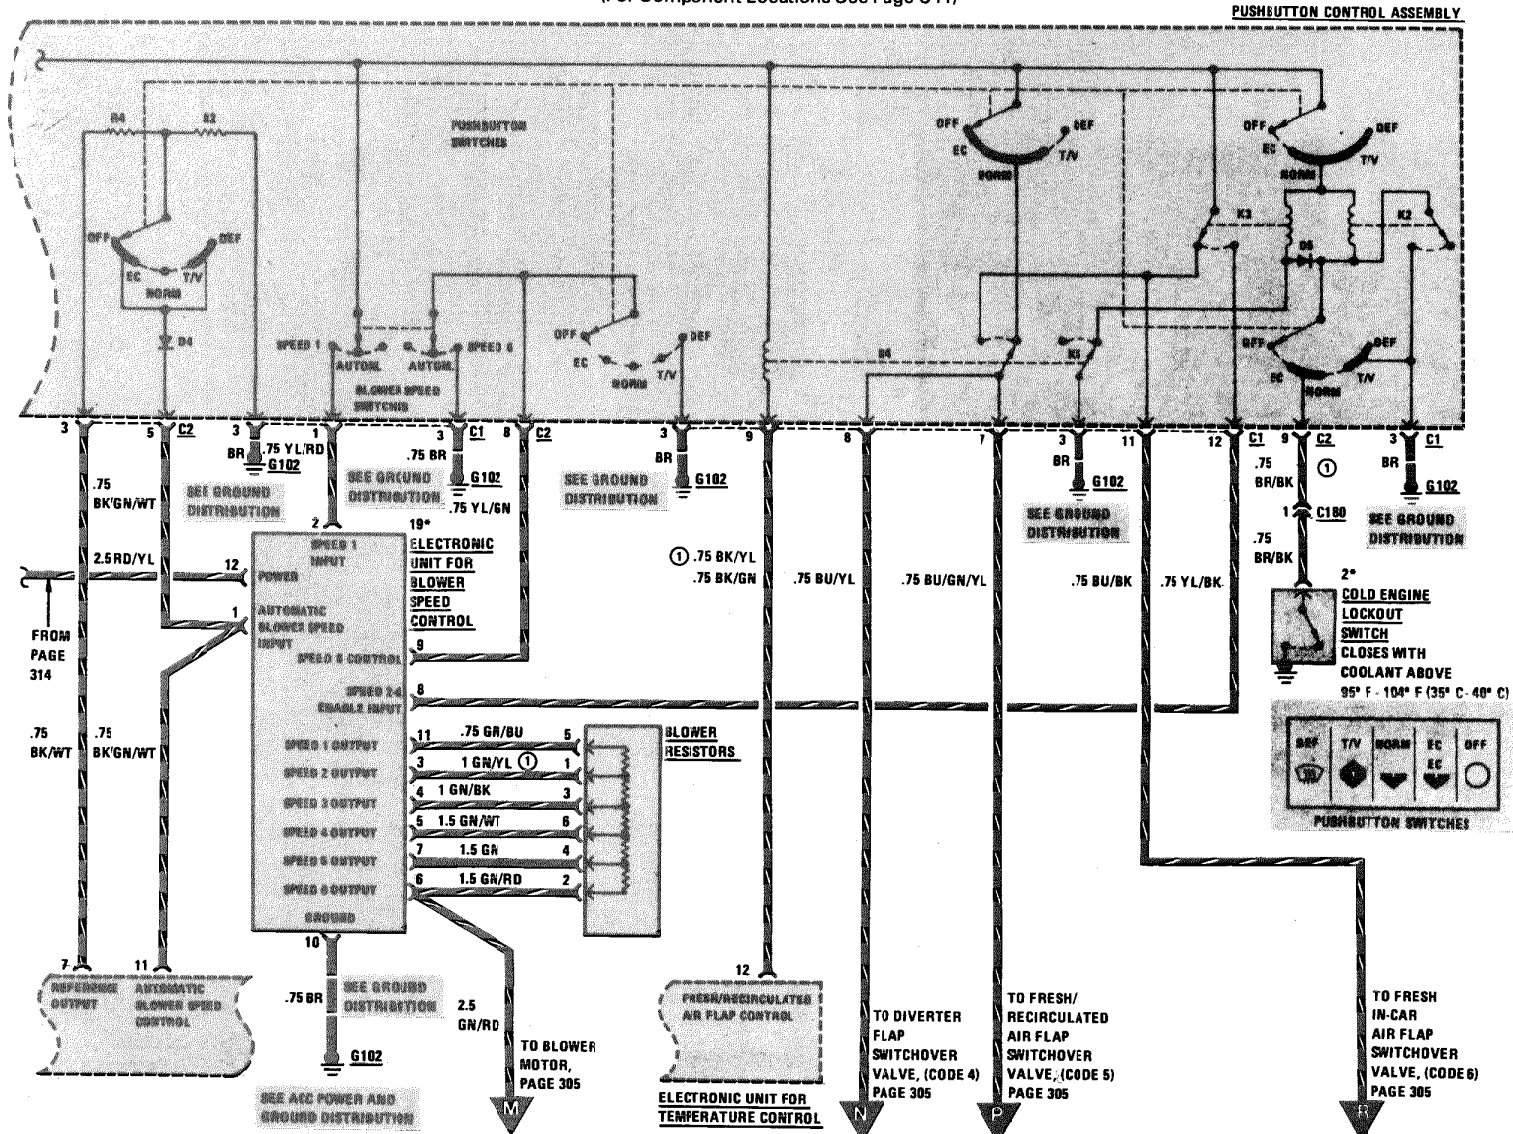 PUSHBUTTON CONTROL ASSEMBLY
R4
PUSHBUTTON
SWITCHES
OFF
DEF
EC
T/V
NORM
D4
SPEED 1
AUTOM.
AUTOM.
SPEED 6
BLOWER SPEED
SWITCHES
OFF
DEF
EC
T/V
NORM
OFF
DEF
EC
T/V
NORM
OFF
DEF
EC
T/V
NORM
K3
K2
OFF
DEF
EC
T/V
NORM
3
5
C2
3
1
3
C1
8
C2
3
9
8
7
3
11
12
C1
9
C2
3
C1
BR
G102
.75 YL/RD
.75 BR
G102
BR
G102
BR
G102
.75
BR/BK
1
BR
G102
.75
BK'GN/WT
SEE GROUND
DISTRIBUTION
SEE GROUND
DISTRIBUTION
.75 YL/GN
SEE GROUND
DISTRIBUTION
SEE GROUND
DISTRIBUTION
1
C180
SEE GROUND
DISTRIBUTION
2.5RD/YL
12
2
SPEED 1
INPUT
POWER
19*
ELECTRONIC
UNIT FOR
BLOWER
SPEED
CONTROL
1 .75 BK/YL
.75 BK/GN
.75 BU/YL
.75 BU/GN/YL
.75 BU/BK
.75 YL/BK
.75
BR/BK
2*
COLD ENGINE
LOCKOUT
SWITCH
CLOSES WITH
COOLANT ABOVE
95° F - 104° F (35° C - 40° C)
FROM
PAGE
314
1
AUTOMATIC
BLOWER SPEED
INPUT
SPEED 6 CONTROL
9
SPEED 2-6
ENABLE INPUT
8
.75
BK/WT
.75
BK'GN/WT
SPEED 1 OUTPUT
11
.75 GR/BU
5
SPEED 2 OUTPUT
3
1 GN/YL
1
1
SPEED 3 OUTPUT
4
1 GN/BK
3
SPEED 4 OUTPUT
5
1.5 GN/WT
6
SPEED 5 OUTPUT
7
1.5 GN
4
SPEED 6 OUTPUT
6
1.5 GN/RD
2
GROUND
10
BLOWER
RESISTORS
DEF
T/V
NORM
EC
EC
OFF
PUSHBUTTON SWITCHES
7
11
REFERENCE
OUTPUT
AUTOMATIC
BLOWER SPEED
CONTROL
.75 BR
SEE GROUND
DISTRIBUTION
G102
SEE ACC POWER AND
GROUND DISTRIBUTION
2.5
GN/RD
TO BLOWER
MOTOR,
PAGE 305
M
12
FRESH/RECIRCULATED
AIR FLAP CONTROL
ELECTRONIC UNIT FOR
TEMPERATURE CONTROL
TO DIVERTER
FLAP
SWITCHOVER
VALVE, (CODE 4)
PAGE 305
N
TO FRESH/
RECIRCULATED
AIR FLAP
SWITCHOVER
VALVE, (CODE 5)
PAGE 305
P
TO FRESH
IN-CAR
AIR FLAP
SWITCHOVER
VALVE, (CODE 6)
PAGE 305
R